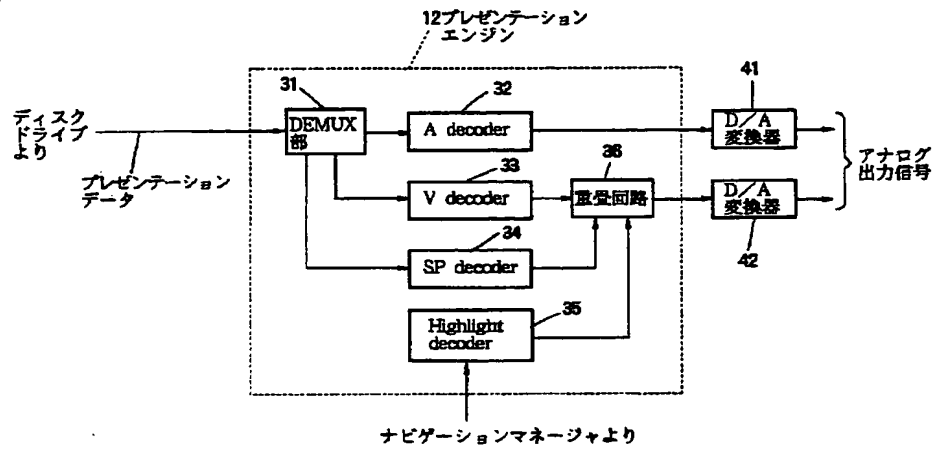 12プレゼンテーション
エンジン
ディスク
ドライブ
より
プレゼンテーション
データ
31
DEMUX
部
32
A decoder
33
V decoder
34
SP decoder
35
Highlight
decoder
36
重畳回路
41
D/A
変換器
D/A
変換器
42
アナログ
出力信号
ナビゲーションマネージャより